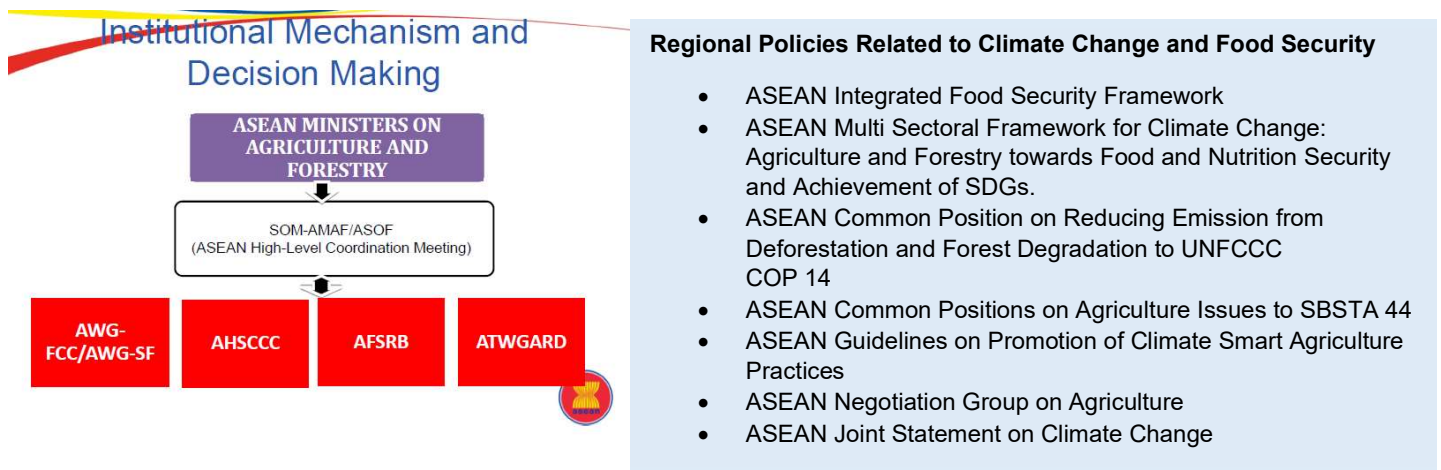 Institutional Mechanism and
Decision Making
ASEAN MINISTERS ON
AGRICULTURE AND
FORESTRY
SOM-AMAF/ASOF
(ASEAN High-Level Coordination Meeting)
AWG-
FCC/AWG-SF
AHSCCC
AFSRB
ATWGARD
asean
Regional Policies Related to Climate Change and Food Security
• ASEAN Integrated Food Security Framework
• ASEAN Multi Sectoral Framework for Climate Change:
Agriculture and Forestry towards Food and Nutrition Security
and Achievement of SDGs.
• ASEAN Common Position on Reducing Emission from
Deforestation and Forest Degradation to UNFCCC
COP 14
• ASEAN Common Positions on Agriculture Issues to SBSTA 44
• ASEAN Guidelines on Promotion of Climate Smart Agriculture
Practices
• ASEAN Negotiation Group on Agriculture
• ASEAN Joint Statement on Climate Change